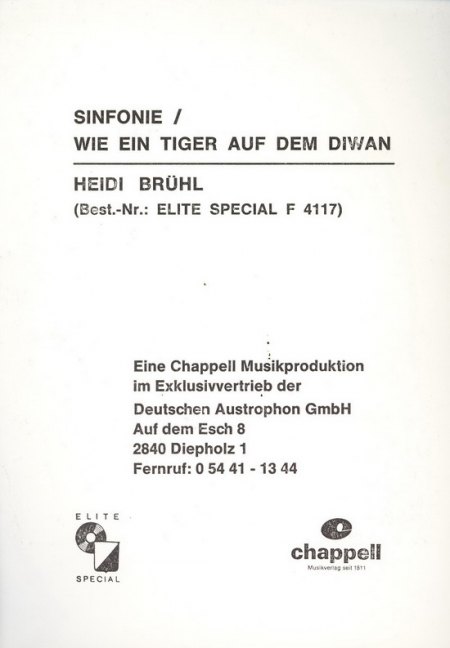 SINFONIE /
WIE EIN TIGER AUF DEM DIWAN
HEIDI BRÜHL
(Best.-Nr.: ELITE SPECIAL F 4117)
Eine Chappell Musikproduktion
im Exklusivvertrieb der
Deutschen Austrophon GmbH
Auf dem Esch 8
2840 Diepholz 1
Fernruf: 0 54 41 - 13 44
ELITE
SPECIAL
chappell
Musikverlag seit 1811